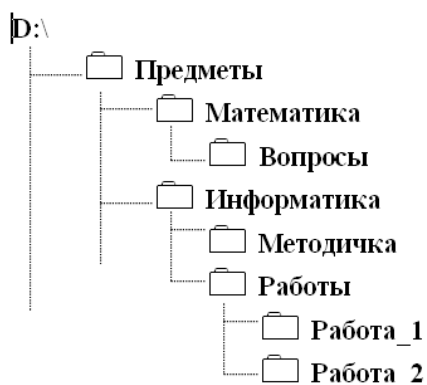 D:\
Предметы
Математика
Вопросы
Информатика
Методичка
Работы
Работа_1
Работа_2